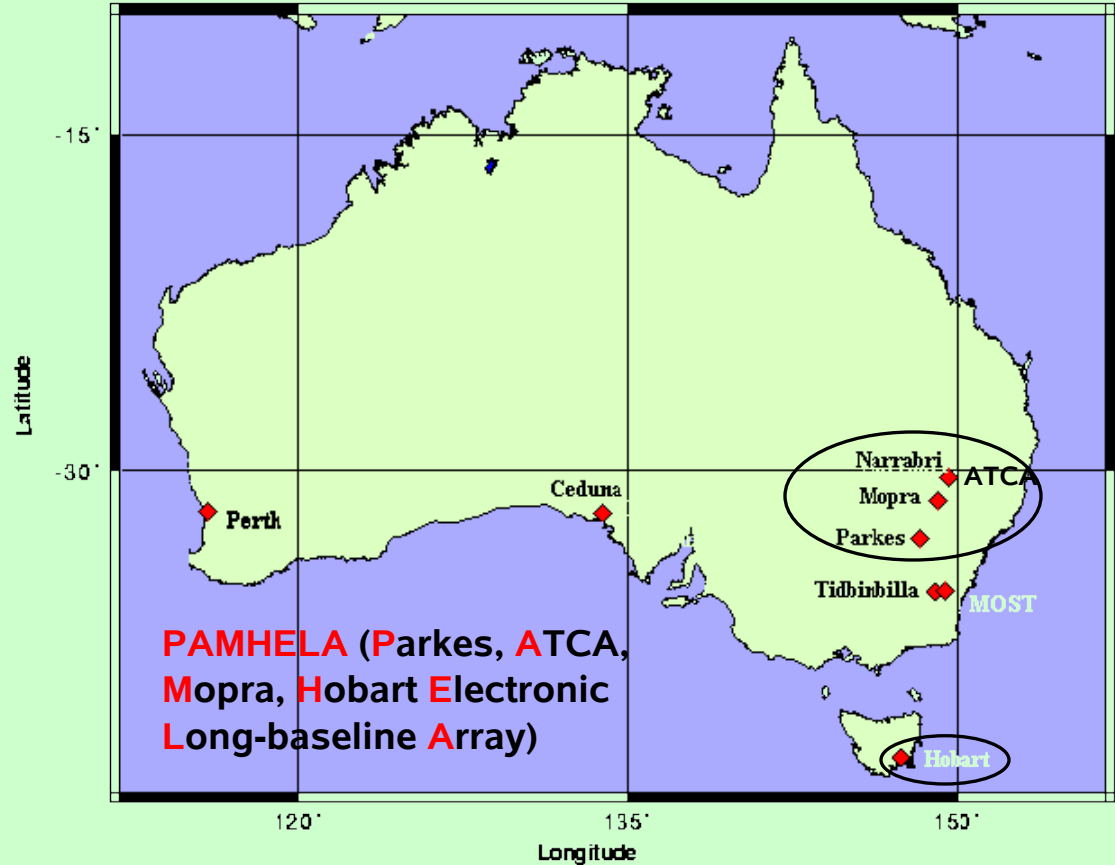 -15°
Latitude
-30°
Narrabri
ATCA
Ceduna
Mopra
Perth
Parkes
Tidbinbilla
MOST
PAMHELA (Parkes, ATCA,
Mopra, Hobart Electronic
Long-baseline Array)
Hobart
120°
135°
150°
Longitude